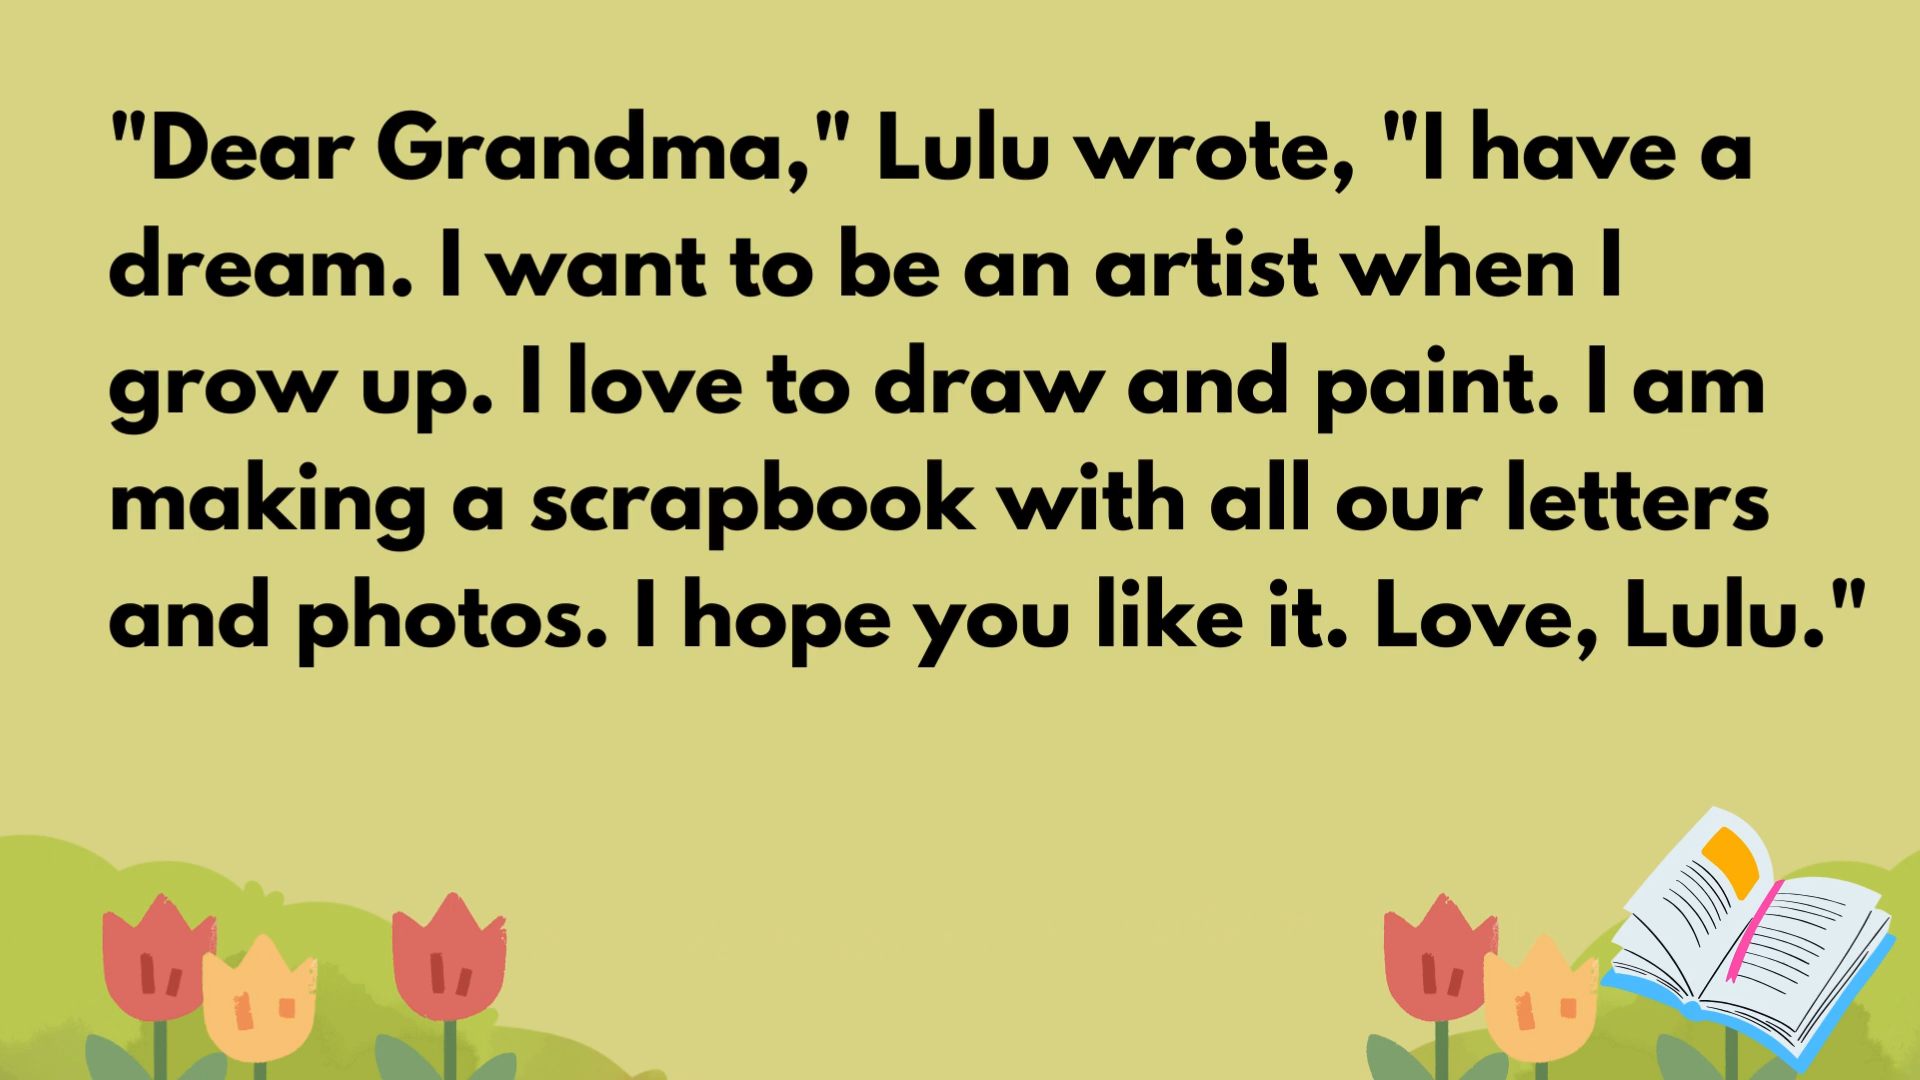 "Dear Grandma," Lulu wrote, "I have a
dream. I want to be an artist when I
grow up. I love to draw and paint. I am
making a scrapbook with all our letters
and photos. I hope you like it. Love, Lulu."